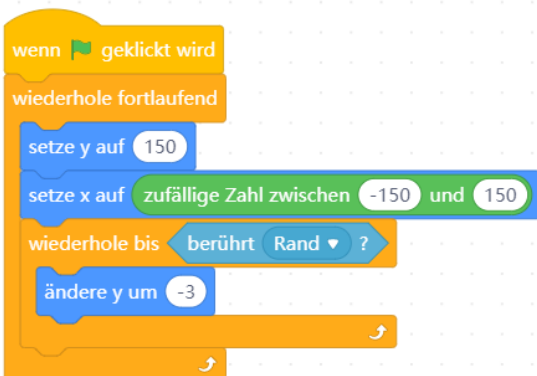 wenn geklickt wird
wiederhole fortlaufend
setze y auf 150
setze x auf zufällige Zahl zwischen -150 und 150
wiederhole bis berührt Rand ?
ändere y um -3